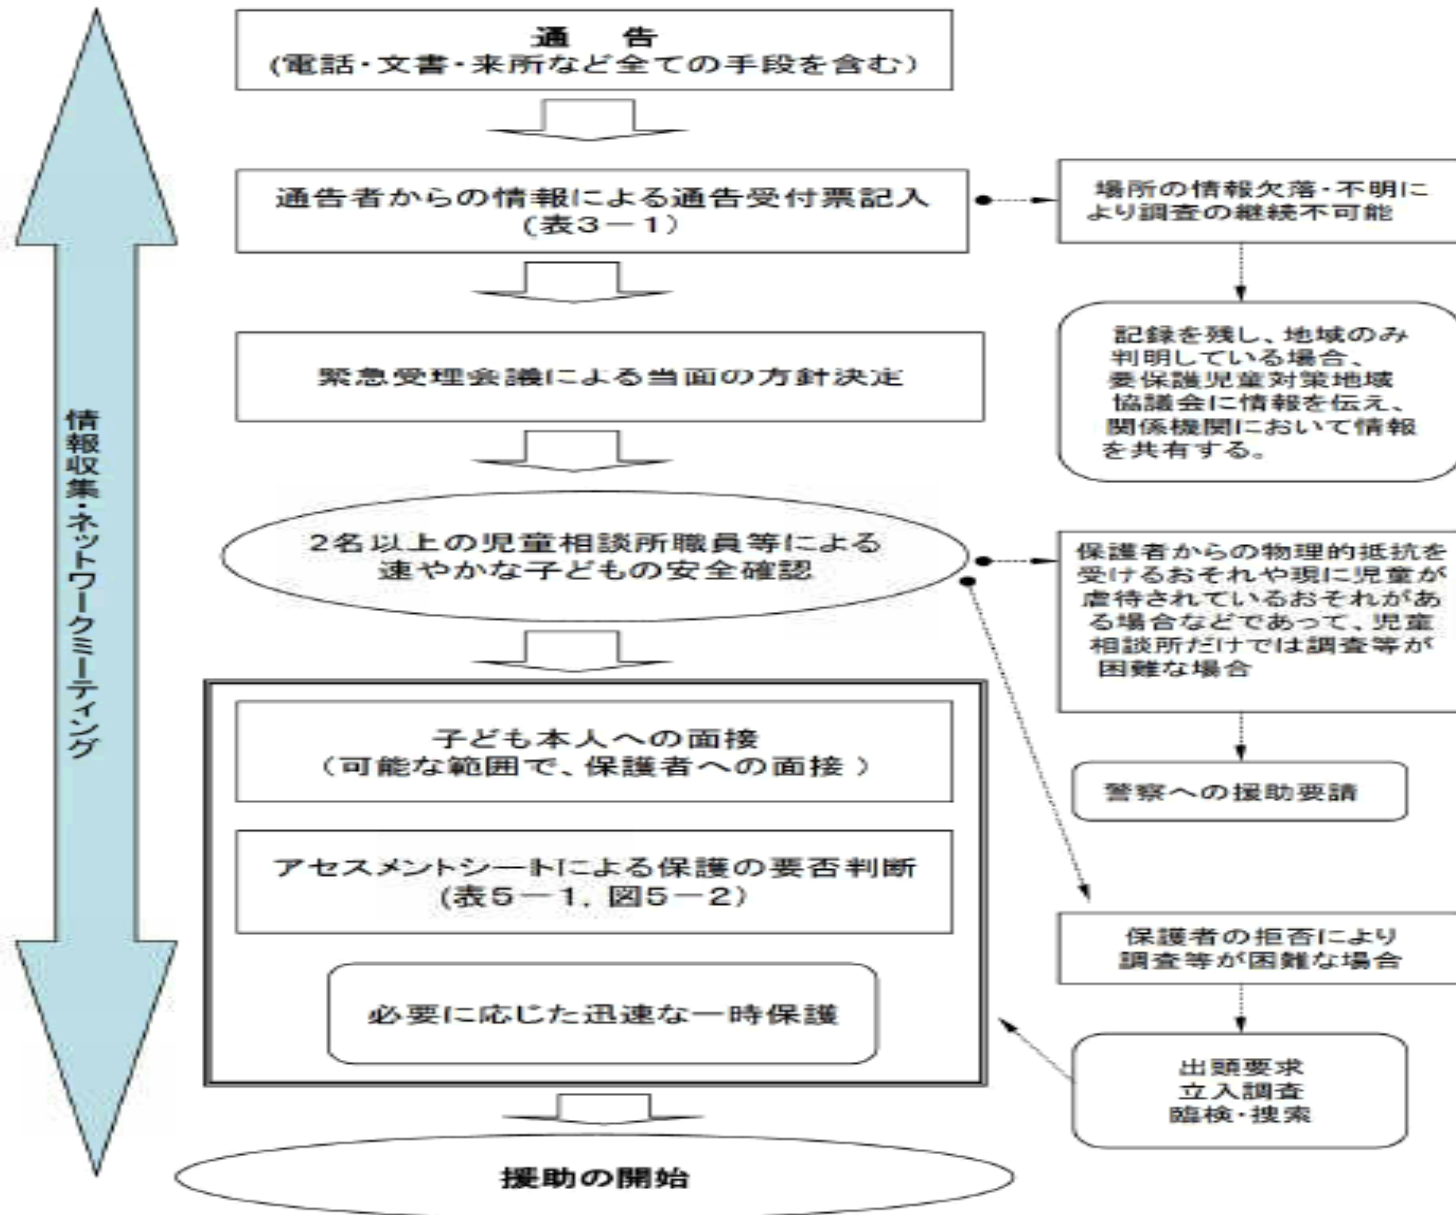 通 告
(電話・文書・来所など全ての手段を含む)
通告者からの情報による通告受付票記入
(表3-1)
場所の情報欠落・不明に
より調査の継続不可能
緊急受理会議による当面の方針決定
記録を残し、地域のみ
判明している場合、
要保護児童対策地域
協議会に情報を伝え、
関係機関において情報
を共有する。
情報収集・ネットワークミーティング
2名以上の児童相談所職員等による
速やかな子どもの安全確認
保護者からの物理的抵抗を
受けるおそれや現に児童が
虐待されているおそれがあ
る場合などであって、児童
相談所だけでは調査等が
困難な場合
警察への援助要請
子ども本人への面接
(可能な範囲で、保護者への面接 )
アセスメントシートによる保護の要否判断
(表5-1, 図5-2)
必要に応じた迅速な一時保護
保護者の拒否により
調査等が困難な場合
出頭要求
立入調査
臨検・捜索
援助の開始